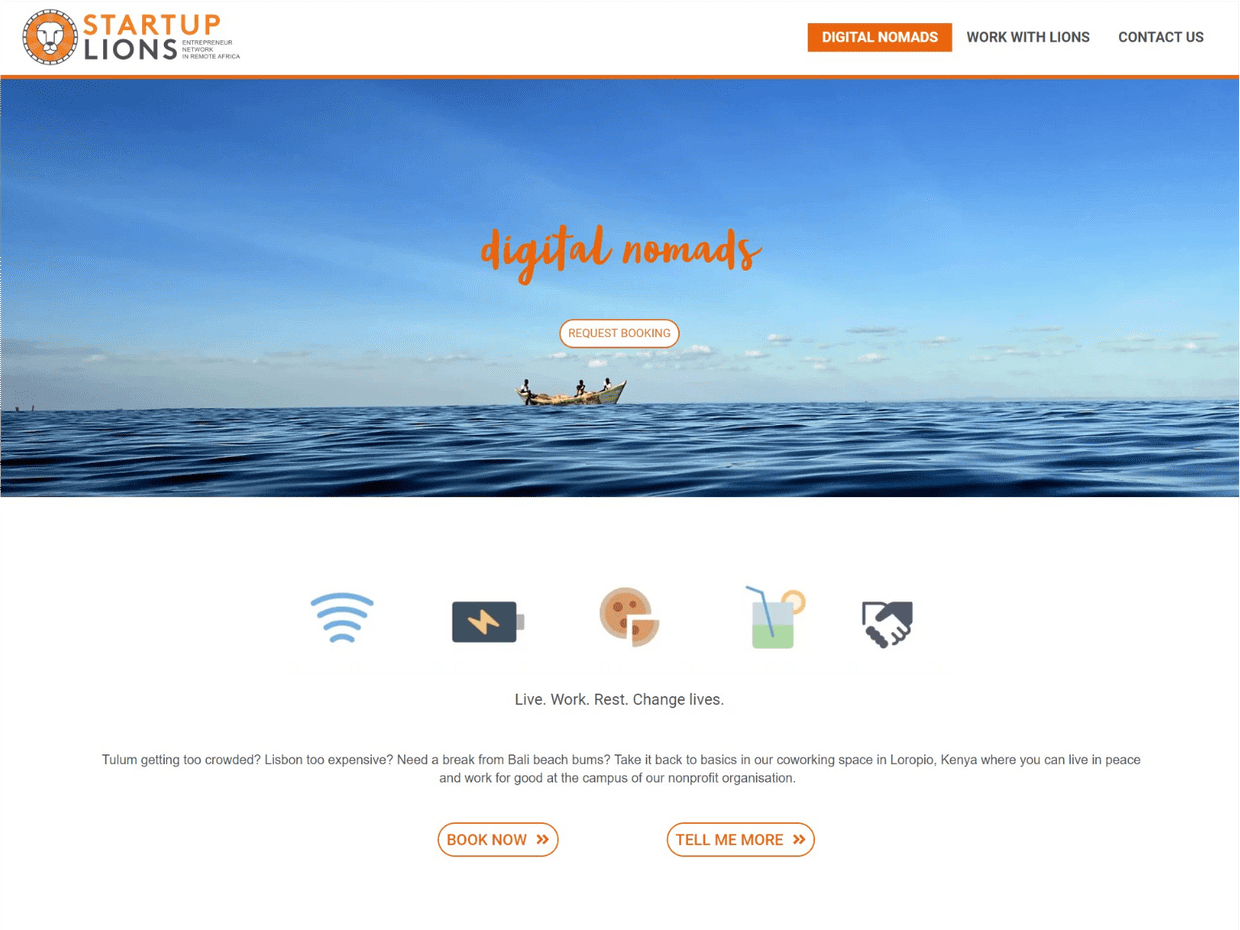 STARTUP
LIONS
ENTREPRENEUR
NETWORK
IN REMOTE AFRICA
DIGITAL NOMADS
WORK WITH LIONS
CONTACT US
digital nomads
REQUEST BOOKING
Live. Work. Rest. Change lives.
Tulum getting too crowded? Lisbon too expensive? Need a break from Bali beach bums? Take it back to basics in our coworking space in Loropio, Kenya where you can live in peace
and work for good at the campus of our nonprofit organisation.
BOOK NOW »
TELL ME MORE »